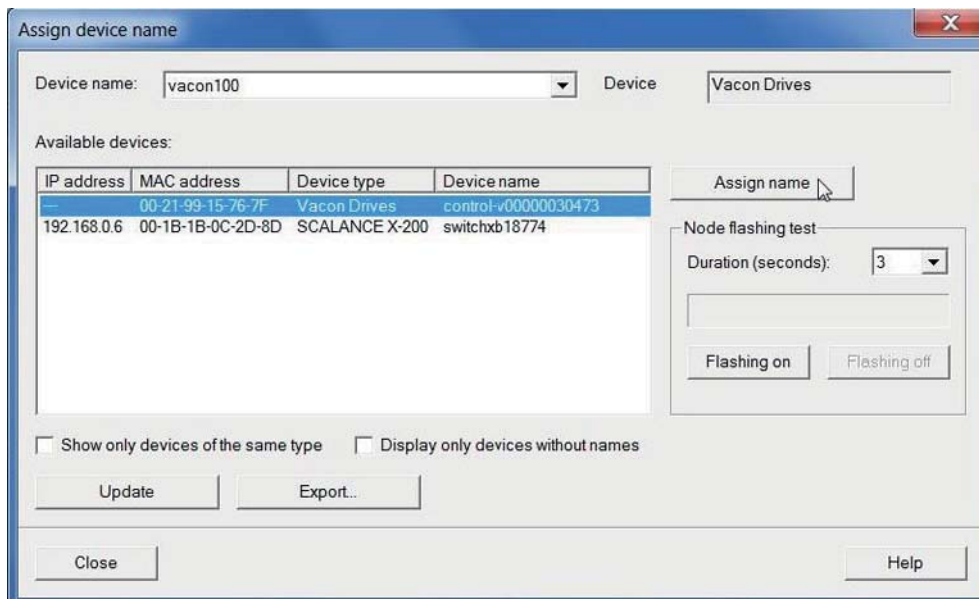 Assign device name
Device name: vacon100 Device Vacon Drives
Available devices:
IP address MAC address Device type Device name
--- 00-21-99-15-76-7F Vacon Drives control-v00000030473
192.168.0.6 00-1B-1B-0C-2D-8D SCALANCE X-200 switchxb18774
Assign name
Node flashing test
Duration (seconds): 3
Flashing on Flashing off
Show only devices of the same type Display only devices without names
Update Export...
Close Help